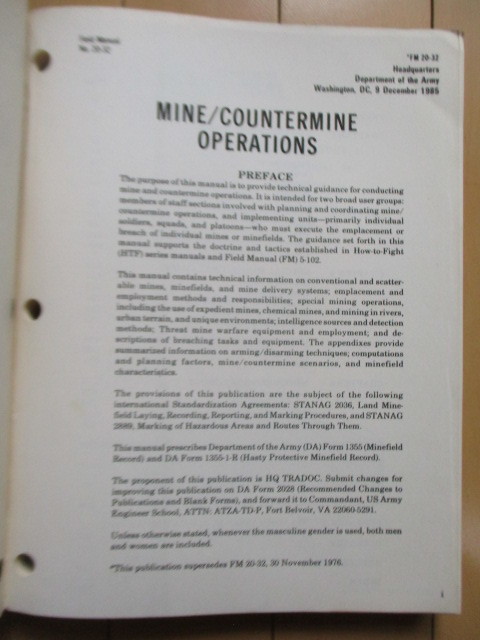 Field Manual
No. 20-32
*FM 20-32
Headquarters
Department of the Army
Washington, DC, 9 December 1985
MINE/COUNTERMINE
OPERATIONS
PREFACE
The purpose of this manual is to provide technical guidance for conducting
mine and countermine operations. It is intended for two broad user groups:
members of staff sections involved with planning and coordinating mine/
countermine operations, and implementing units—primarily individual
soldiers, squads, and platoons—who must execute the emplacement or
breach of individual mines or minefields. The guidance set forth in this
manual supports the doctrine and tactics established in How-to-Fight
(HTF) series manuals and Field Manual (FM) 5-102.
This manual contains technical information on conventional and scatter-
able mines, minefields, and mine delivery systems; emplacement and
employment methods and responsibilities; special mining operations,
including the use of expedient mines, chemical mines, and mining in rivers,
urban terrain, and unique environments; intelligence sources and detection
methods; Threat mine warfare equipment and employment; and de-
scriptions of breaching tasks and equipment. The appendixes provide
summarized information on arming/disarming techniques; computations
and planning factors, mine/countermine scenarios, and minefield
characteristics.
The provisions of this publication are the subject of the following
international Standardization Agreements: STANAG 2036, Land Mine-
field Laying, Recording, Reporting, and Marking Procedures, and STANAG
2889, Marking of Hazardous Areas and Routes Through Them.
This manual prescribes Department of the Army (DA) Form 1355 (Minefield
Record) and DA Form 1355-1-R (Hasty Protective Minefield Record).
The proponent of this publication is HQ TRADOC. Submit changes for
improving this publication on DA Form 2028 (Recommended Changes to
Publications and Blank Forms), and forward it to Commandant, US Army
Engineer School, ATTN: ATZA-TD-P, Fort Belvoir, VA 22060-5291.
Unless otherwise stated, whenever the masculine gender is used, both men
and women are included.
*This publication supersedes FM 20-32, 30 November 1976.
i